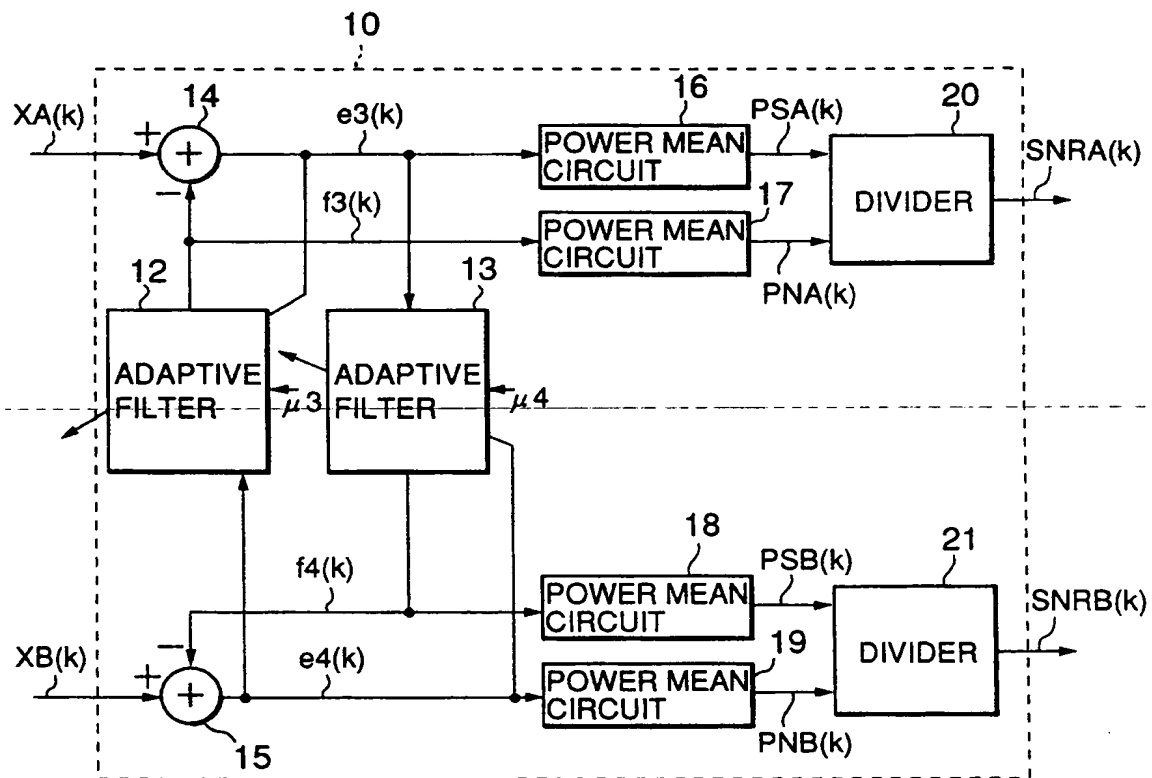 10
XA(k)
+
14
+
−
e3(k)
f3(k)
16
POWER MEAN
CIRCUIT
PSA(k)
17
POWER MEAN
CIRCUIT
PNA(k)
20
DIVIDER
SNRA(k)
12
ADAPTIVE
FILTER
μ3
13
ADAPTIVE
FILTER
μ4
f4(k)
18
POWER MEAN
CIRCUIT
PSB(k)
21
DIVIDER
SNRB(k)
XB(k)
+
−
+
15
e4(k)
19
POWER MEAN
CIRCUIT
PNB(k)